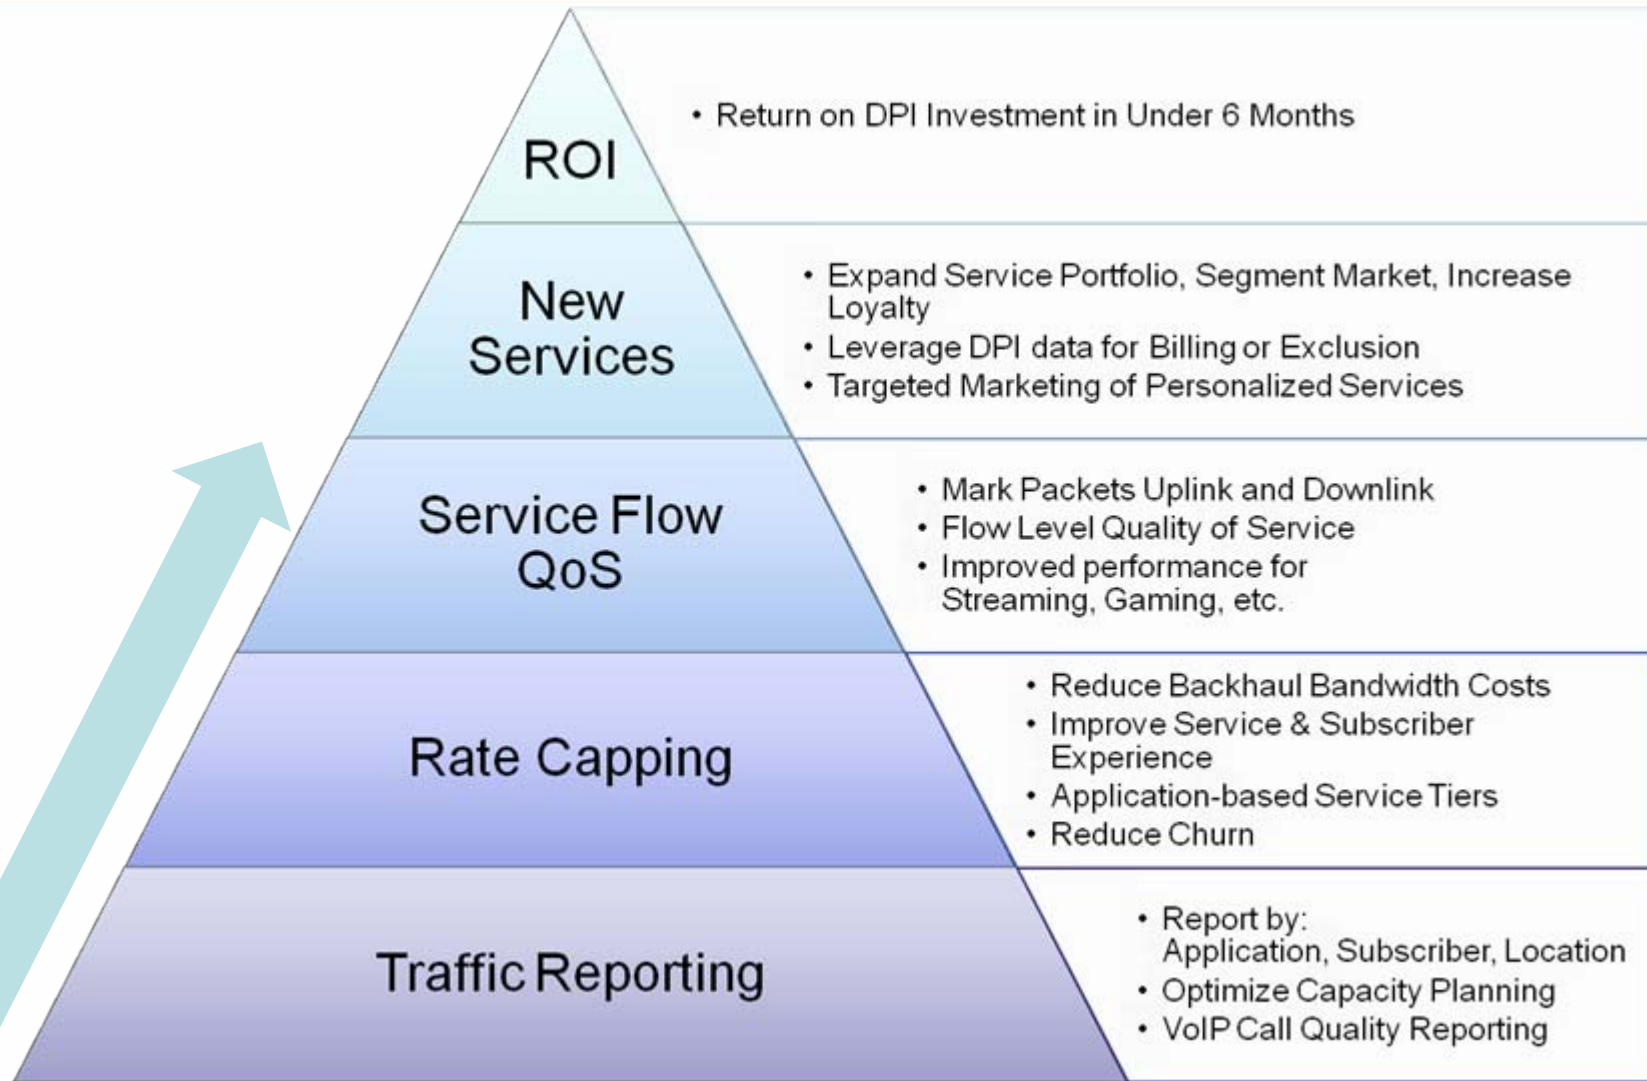 ROI
• Return on DPI Investment in Under 6 Months
New
Services
• Expand Service Portfolio, Segment Market, Increase
Loyalty
• Leverage DPI data for Billing or Exclusion
• Targeted Marketing of Personalized Services
Service Flow
QoS
• Mark Packets Uplink and Downlink
• Flow Level Quality of Service
• Improved performance for
Streaming, Gaming, etc.
Rate Capping
• Reduce Backhaul Bandwidth Costs
• Improve Service & Subscriber
Experience
• Application-based Service Tiers
• Reduce Churn
Traffic Reporting
• Report by:
Application, Subscriber, Location
• Optimize Capacity Planning
• VoIP Call Quality Reporting